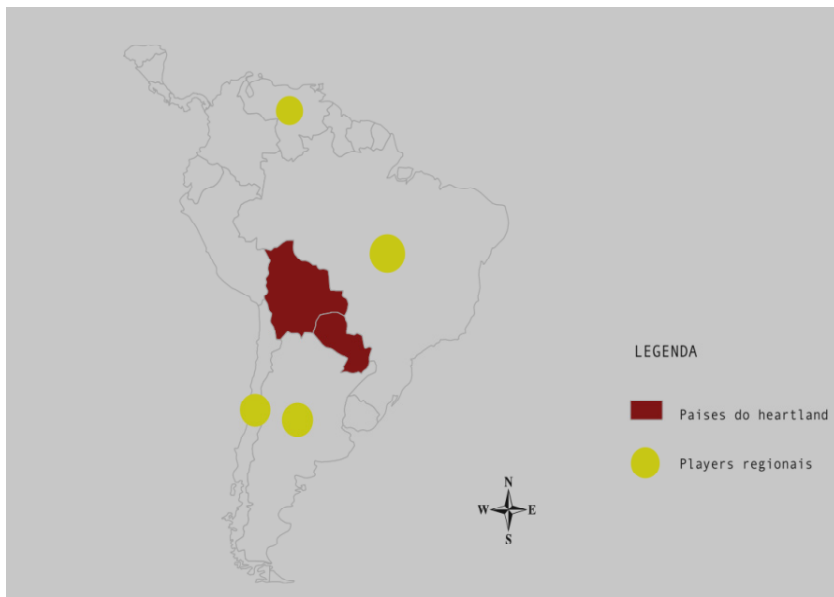 LEGENDA
Paises do heartland
Players regionais
N
W E
S